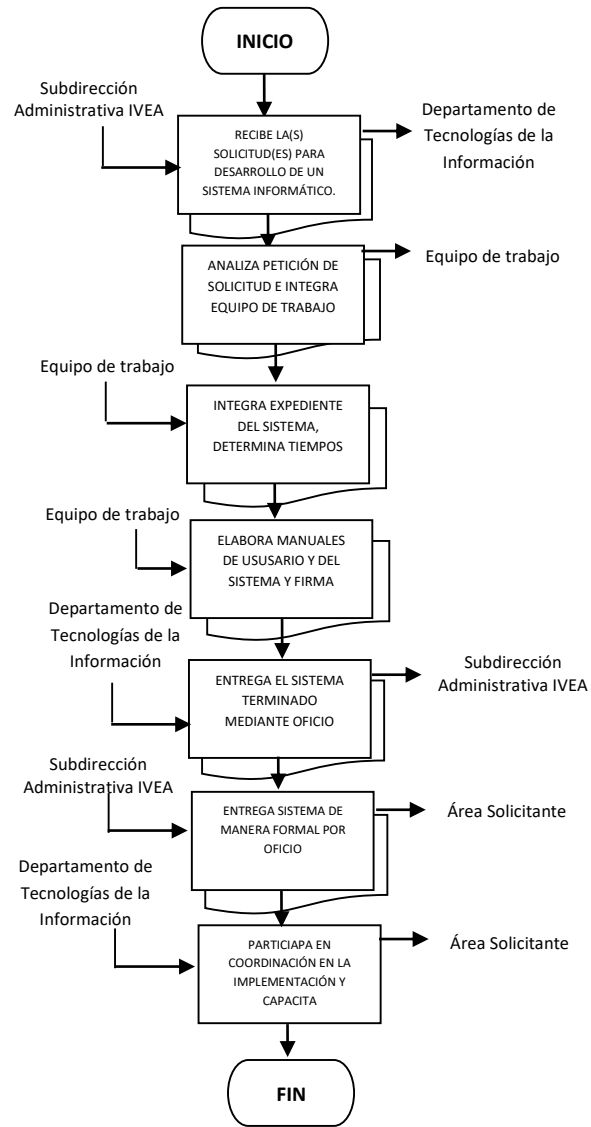 INICIO
Subdirección
Administrativa IVEA
RECIBE LA(S)
SOLICITUD(ES) PARA
DESARROLLO DE UN
SISTEMA INFORMÁTICO.
Departamento de
Tecnologías de la
Información
ANALIZA PETICIÓN DE
SOLICITUD E INTEGRA
EQUIPO DE TRABAJO
Equipo de trabajo
Equipo de trabajo
INTEGRA EXPEDIENTE
DEL SISTEMA,
DETERMINA TIEMPOS
Equipo de trabajo
ELABORA MANUALES
DE USUSARIO Y DEL
SISTEMA Y FIRMA
Departamento de
Tecnologías de la
Información
ENTREGA EL SISTEMA
TERMINADO
MEDIANTE OFICIO
Subdirección
Administrativa IVEA
Subdirección
Administrativa IVEA
ENTREGA SISTEMA DE
MANERA FORMAL POR
OFICIO
Área Solicitante
Departamento de
Tecnologías de la
Información
PARTICIAPA EN
COORDINACIÓN EN LA
IMPLEMENTACIÓN Y
CAPACITA
Área Solicitante
FIN